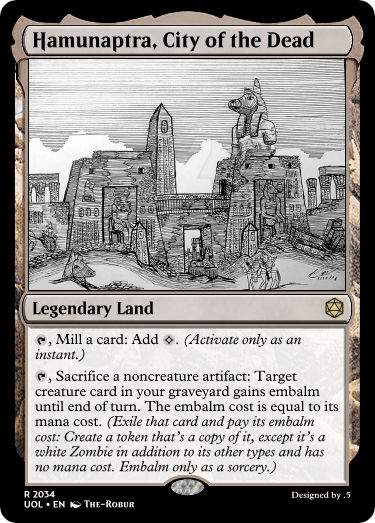 Hamunaptra, City of the Dead
Legendary Land
, Mill a card: Add . (Activate only as an
instant.)
, Sacrifice a noncreature artifact: Target
creature card in your graveyard gains embalm
until end of turn. The embalm cost is equal to its
mana cost. (Exile that card and pay its embalm
cost: Create a token that's a copy of it, except it's a
white Zombie in addition to its other types and has
no mana cost. Embalm only as a sorcery.)
R 2034
UOL • EN The-Robur
Designed by .5